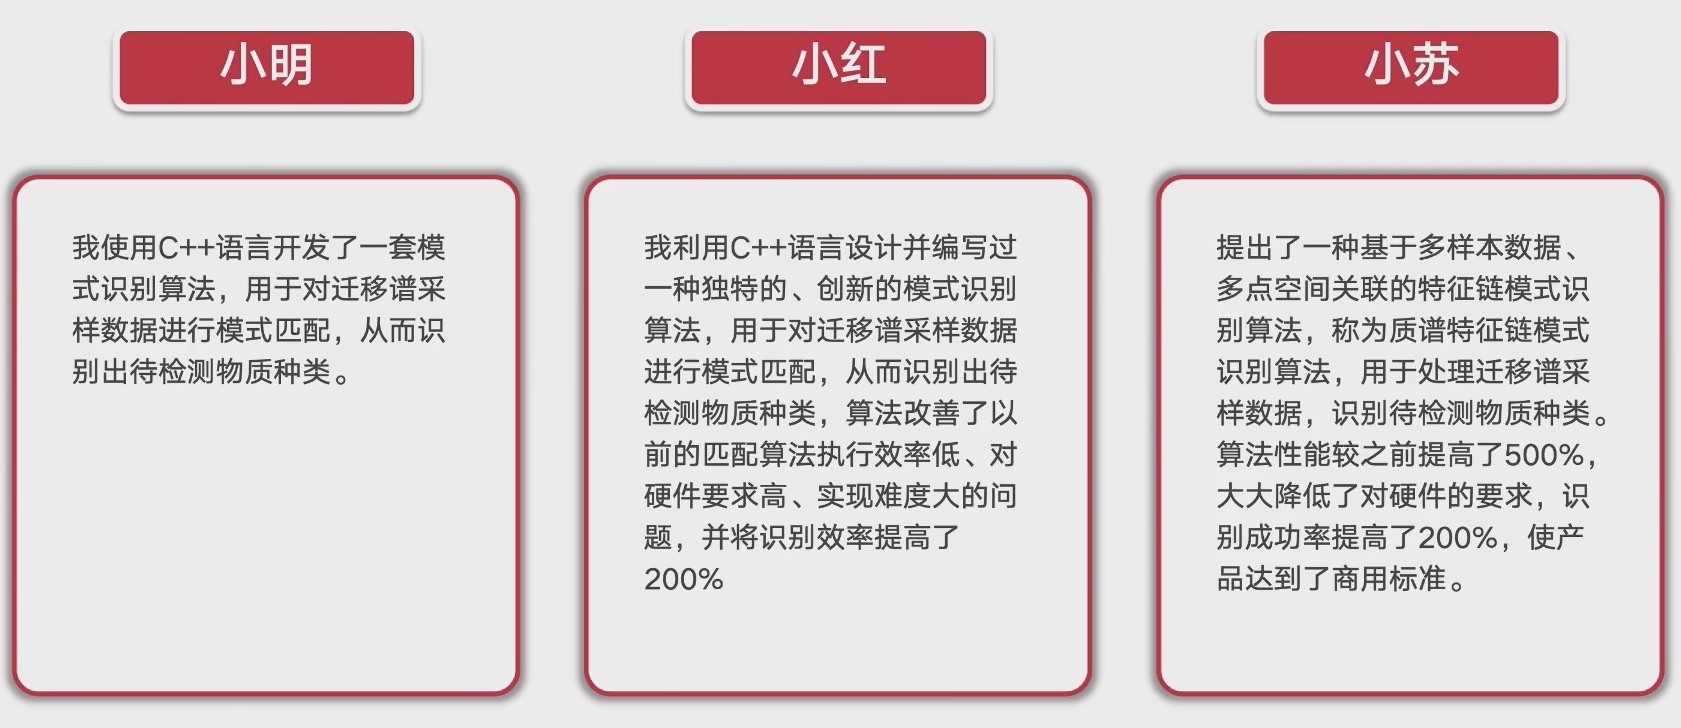 小明
我使用C++语言开发了一套模
式识别算法，用于对迁移谱采
样数据进行模式匹配，从而识
别出待检测物质种类。
小红
我利用C++语言设计并编写过
一种独特的、创新的模式识别
算法，用于对迁移谱采样数据
进行模式匹配，从而识别出待
检测物质种类，算法改善了以
前的匹配算法执行效率低、对
硬件要求高、实现难度大的问
题，并将识别效率提高了
200%
小苏
提出了一种基于多样本数据、
多点空间关联的特征链模式识
别算法，称为质谱特征链模式
识别算法，用于处理迁移谱采
样数据，识别待检测物质种类。
算法性能较之前提高了500%，
大大降低了对硬件的要求，识
别成功率提高了200%，使产
品达到了商用标准。